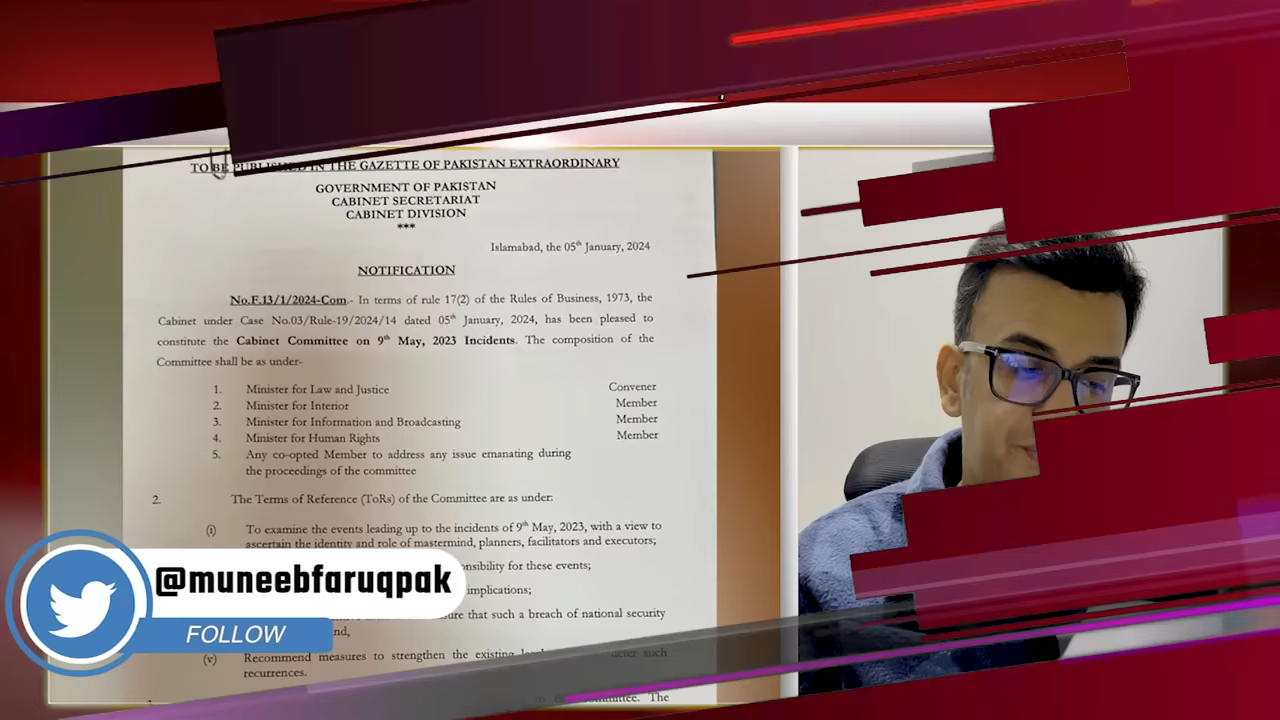 TO BE PUBLISHED IN THE GAZETTE OF PAKISTAN EXTRAORDINARY
GOVERNMENT OF PAKISTAN
CABINET SECRETARIAT
CABINET DIVISION
***
Islamabad, the 05th January, 2024
NOTIFICATION
No.F.13/1/2024-Com.- In terms of rule 17(2) of the Rules of Business, 1973, the
Cabinet under Case No.03/Rule-19/2024/14 dated 05th January, 2024, has been pleased to
constitute the Cabinet Committee on 9th May, 2023 Incidents. The composition of the
Committee shall be as under-
1. Minister for Law and Justice Convener
2. Minister for Interior Member
3. Minister for Information and Broadcasting Member
4. Minister for Human Rights Member
5. Any co-opted Member to address any issue emanating during
the proceedings of the committee
2. The Terms of Reference (ToRs) of the Committee are as under:
(i) To examine the events leading up to the incidents of 9th May, 2023, with a view to
ascertain the identity and role of mastermind, planners, facilitators and executors;
for these events;
implications;
that such a breach of national security
(v) Recommend measures to strengthen the existing such
recurrences.
The
@muneebfaruqpak
FOLLOW